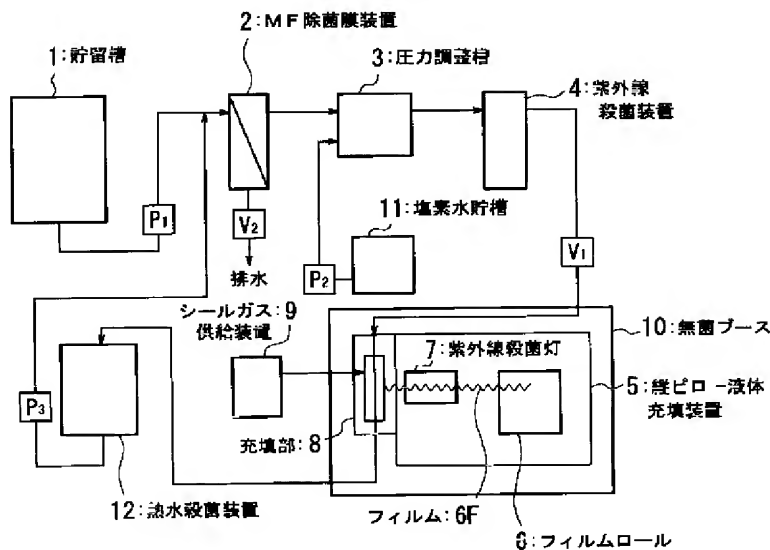 2:MF除菌膜装置
1:貯留槽
3:圧力調整槽
4:紫外線
殺菌装置
P1
V2
排水
11:塩素水貯槽
P2
V1
シールガス:9
供給装置
10:無菌ブース
7:紫外線殺菌灯
5:縦ピロー液体
充填装置
P3
充填部:8
12:熱水殺菌装置
フィルム:6F
6:フィルムロール